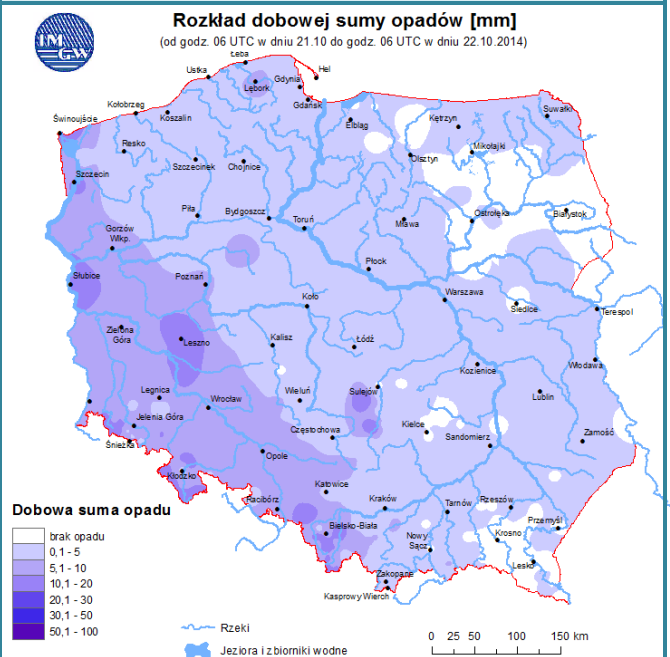 IMGW
Rozkład dobowej sumy opadów [mm]
(od godz. 06 UTC w dniu 21.10 do godz. 06 UTC w dniu 22.10.2014)
Łeba
Hel
Ustka
Gdynia
Lębork
Gdańsk
Kołobrzeg
Koszalin
Świnoujście
Elbląg
Kętrzyn
Suwałki
Resko
Mikołajki
Szczecinek
Chojnice
Olsztyn
Szczecin
Piła
Bydgoszcz
Toruń
Mława
Ostrołęka
Białystok
Gorzów
Wlkp.
Płock
Słubice
Poznań
Koło
Warszawa
Siedlce
Terespol
Zielona
Góra
Leszno
Kalisz
Łódź
Kozienice
Włodawa
Legnica
Wrocław
Wieluń
Sulejów
Lublin
Jelenia Góra
Częstochowa
Kielce
Sandomierz
Zamość
Śnieżka
Opole
Kłodzko
Katowice
Racibórz
Kraków
Tarnów
Rzeszów
Bielsko-Biała
Przemyśl
Nowy
Sącz
Krosno
Lesko
Zakopane
Kasprowy Wierch
Dobowa suma opadu
brak opadu
0,1 - 5
5,1 - 10
10,1 - 20
20,1 - 30
30,1 - 50
50,1 - 100
Rzeki
Jeziora i zbiorniki wodne
0 25 50 100 150 km